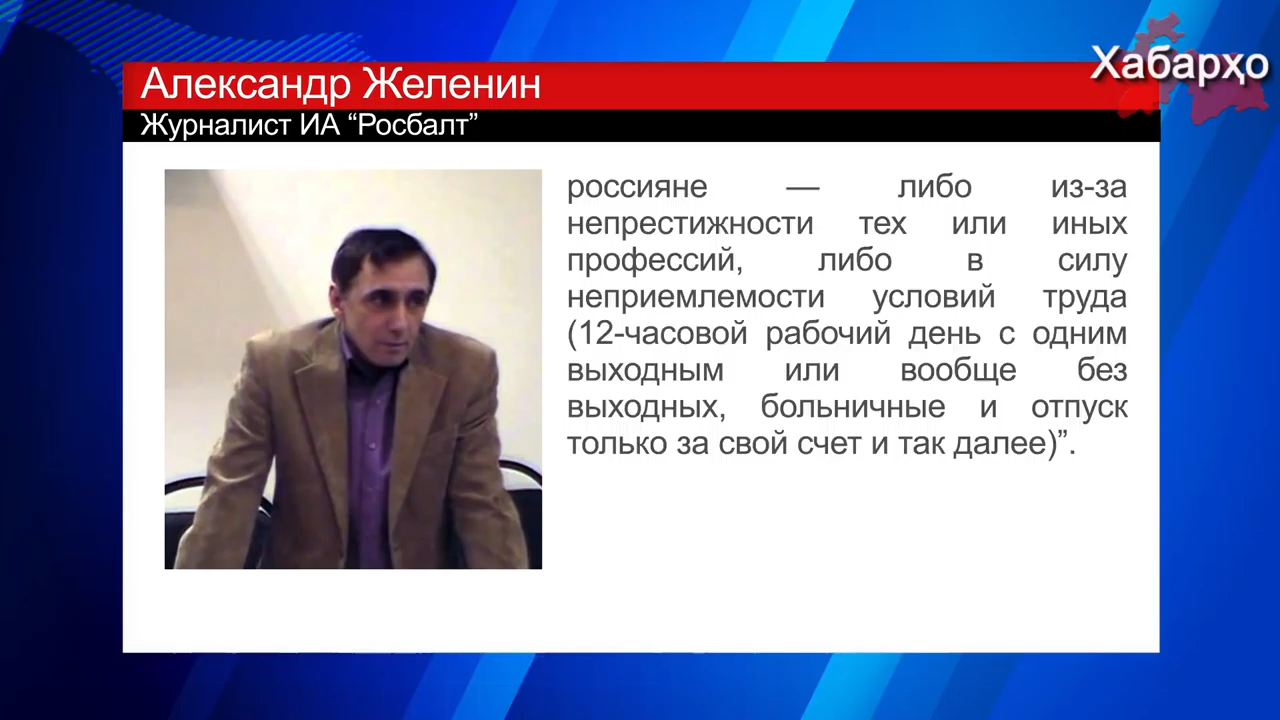 Хабарҳо
Александр Желенин
Журналист ИА “Росбалт”
россияне — либо из-за
непрестижности тех или иных
профессий, либо в силу
неприемлемости условий труда
(12-часовой рабочий день с одним
выходным или вообще без
выходных, больничные и отпуск
только за свой счет и так далее)”.